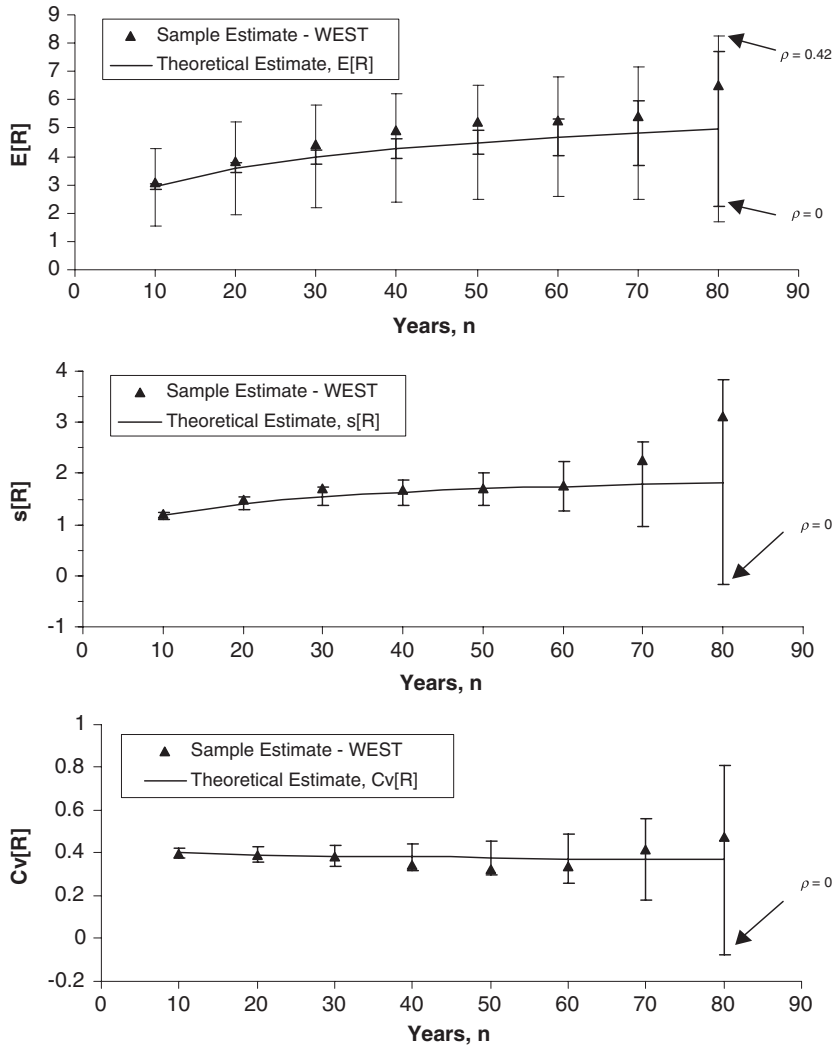 9
8
7
6
5
4
3
2
1
0
E[R]
Sample Estimate - WEST
Theoretical Estimate, E[R]
ρ = 0.42
ρ = 0
0 10 20 30 40 50 60 70 80 90
Years, n
4
3
2
1
0
-1
s[R]
Sample Estimate - WEST
Theoretical Estimate, s[R]
ρ = 0
0 10 20 30 40 50 60 70 80 90
Years, n
1
0.8
0.6
0.4
0.2
0
-0.2
Cv[R]
Sample Estimate - WEST
Theoretical Estimate, Cv[R]
ρ = 0
0 10 20 30 40 50 60 70 80 90
Years, n